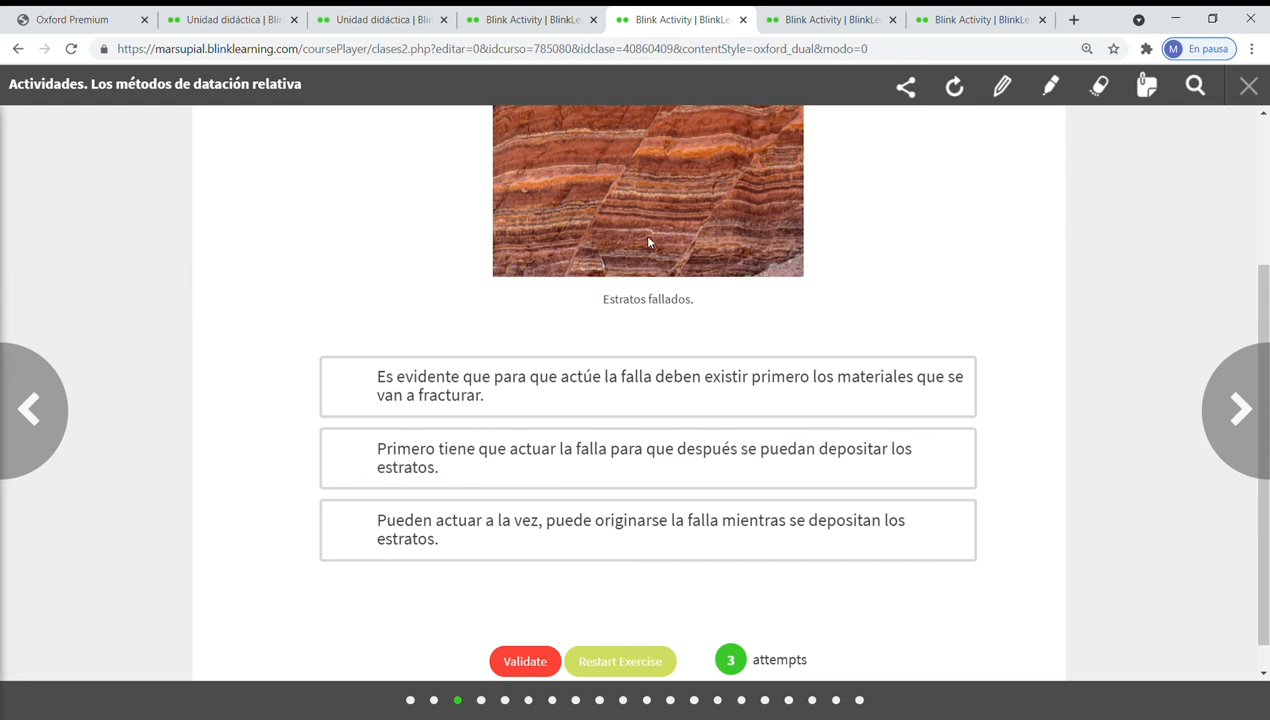 Oxford Premium
Unidad didáctica | Blin
Unidad didáctica | Blin
Blink Activity | BlinkLe
Blink Activity | BlinkLe
Blink Activity | BlinkLe
Blink Activity | BlinkLe
https://marsupial.blinklearning.com/coursePlayer/clases2.php?editar=0&idcurso=785080&idclase=40860409&contentStyle=oxford_dual&modo=0
M En pausa
Actividades. Los métodos de datación relativa
Estratos fallados.
Es evidente que para que actúe la falla deben existir primero los materiales que se
van a fracturar.
Primero tiene que actuar la falla para que después se puedan depositar los
estratos.
Pueden actuar a la vez, puede originarse la falla mientras se depositan los
estratos.
Validate
Restart Exercise
3 attempts